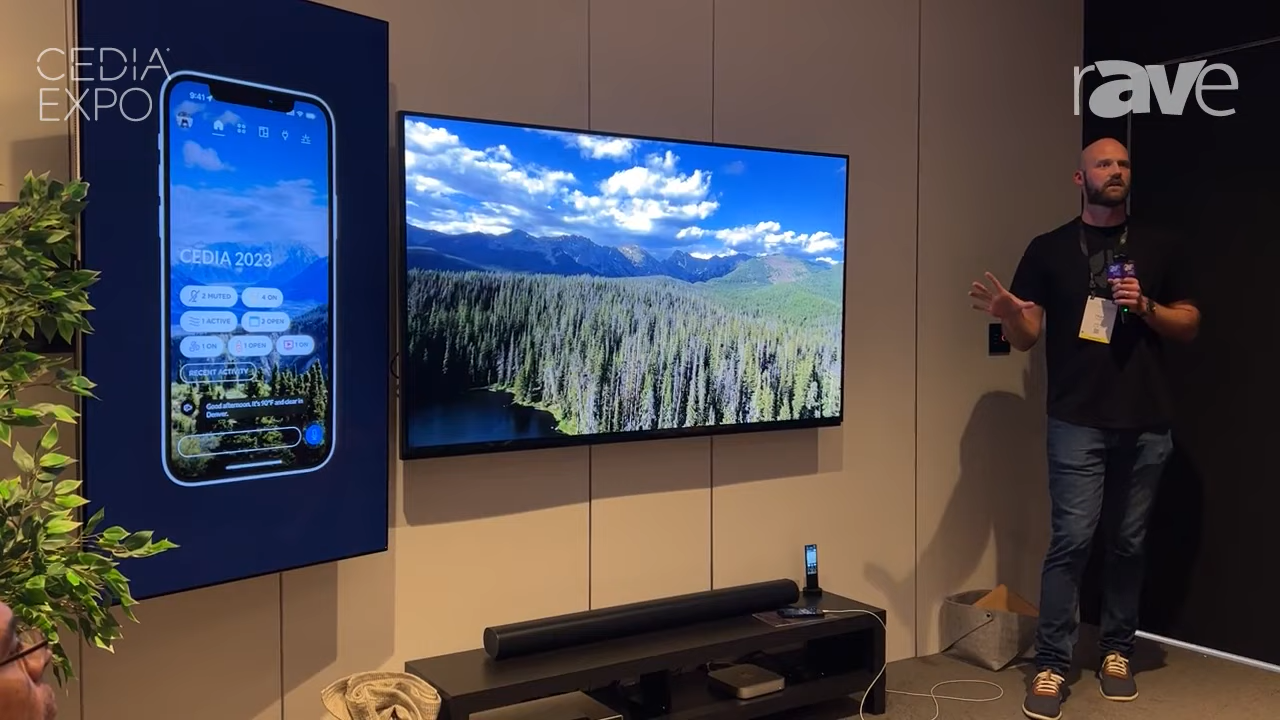 CEDIA
EXPO
rave
9:41
CEDIA 2023
2 MUTED
4 ON
1 ACTIVE
2 OPEN
1 ON
1 OPEN
1 ON
RECENT ACTIVITY
Good afternoon. It's 90°F and clear in
Denver.